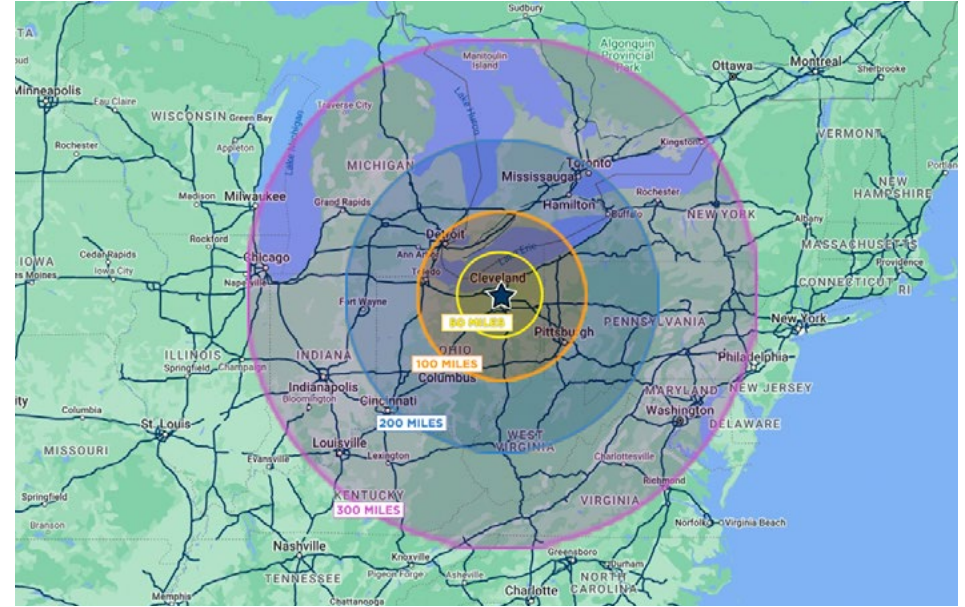 Sudbury
Algonquin
Provincial
Park
Manitoulin
Island
Ottawa
Montreal
Sherbrooke
Minneapolis
Eau Claire
WISCONSIN
Green Bay
Appleton
Traverse City
Lake Huron
Lake Michigan
Rochester
Kingston
VERMONT
MICHIGAN
Toronto
Mississauga
Portlan
NEW
HAMPSHIRE
Madison
Milwaukee
Grand Rapids
Hamilton
Rochester
Buffalo
NEW YORK
Albany
Rockford
Detroit
Ann Arbor
Lake Erie
MASSACHUSETTS
IOWA
Cedar Rapids
Iowa City
es Moines
Chicago
Naperville
Toledo
Cleveland
Providence
CONNECTICUT
RI
Fort Wayne
50 MILES
Pittsburgh
PENNSYLVANIA
New York
ILLINOIS
Springfield
Champaign
INDIANA
OHIO
100 MILES
Columbus
Philadelphia
NEW JERSEY
Indianapolis
Bloomington
Cincinnati
MARYLAND
Washington
DELAWARE
ity
Columbia
St. Louis
200 MILES
MISSOURI
Louisville
Evansville
Lexington
WEST
VIRGINIA
Charlottesville
Richmond
Springfield
Branson
KENTUCKY
300 MILES
VIRGINIA
Norfolk
Virginia Beach
Nashville
TENNESSEE
Knoxville
Pigeon Forge
Asheville
Greensboro
Durham
NORTH
CAROLINA
Charlotte
Chattanooga
Memphis